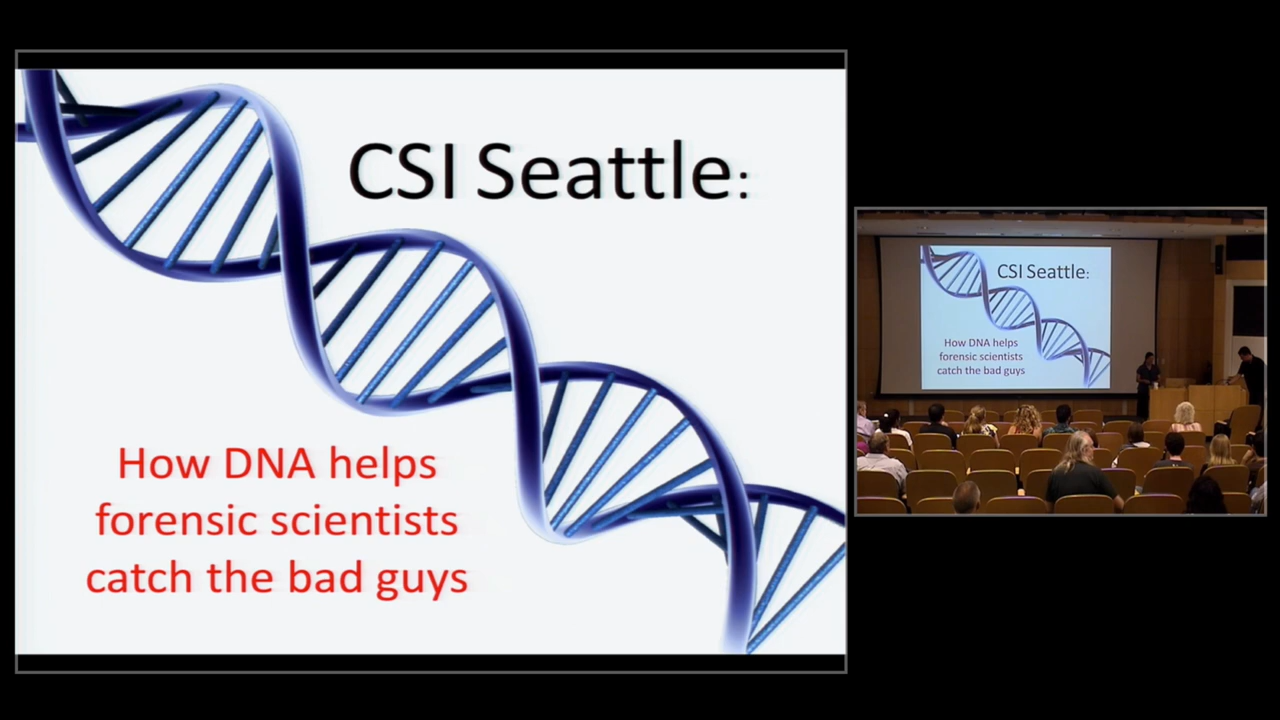 CSI Seattle:
How DNA helps
forensic scientists
catch the bad guys
CSI Seattle:
How DNA helps
forensic scientists
catch the bad guys